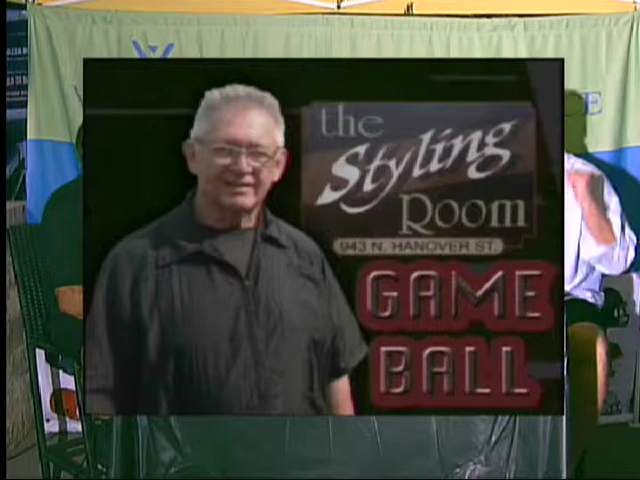 the
Styling
Room
943 N. HANOVER ST.
GAME
BALL